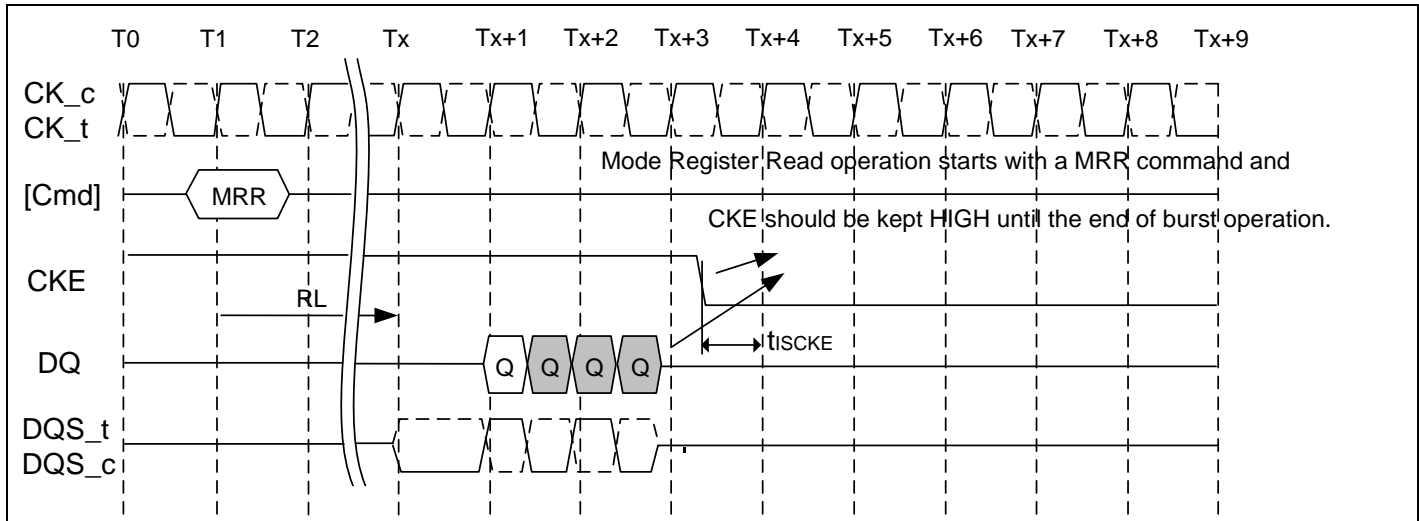 T0 T1 T2 Tx Tx+1 Tx+2 Tx+3 Tx+4 Tx+5 Tx+6 Tx+7 Tx+8 Tx+9
CK_c
CK_t
Mode Register Read operation starts with a MRR command and
[Cmd] MRR
CKE should be kept HIGH until the end of burst operation.
CKE
RL
tISCKE
DQ Q Q Q Q
DQS_t
DQS_c